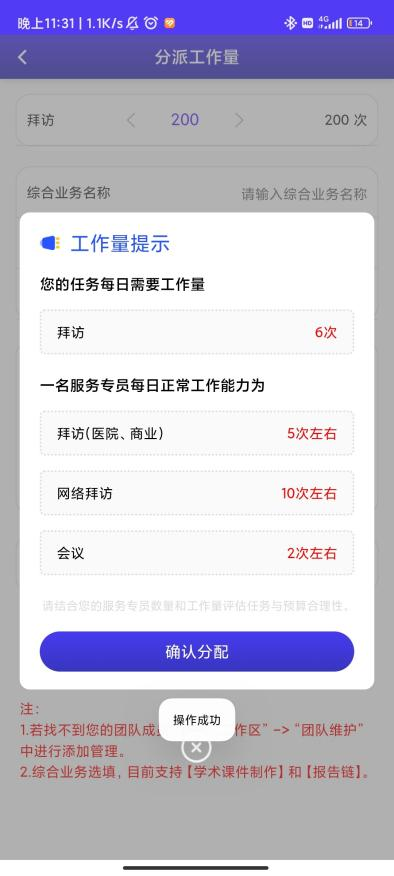 晚上11:31 | 1.1K/s
HD 4G 14
分派工作量
拜访 200 200 次
综合业务名称 请输入综合业务名称
工作量提示
您的任务每日需要工作量
拜访 6次
一名服务专员每日正常工作能力为
拜访(医院、商业) 5次左右
网络拜访 10次左右
会议 2次左右
请结合您的服务专员数量和工作量评估任务与预算合理性。
确认分配
操作成功
注：
1.若找不到您的团队成 作区” -> “团队维护”
中进行添加管理。
2.综合业务选填，目前支持【学术课件制作】和【报告链】。